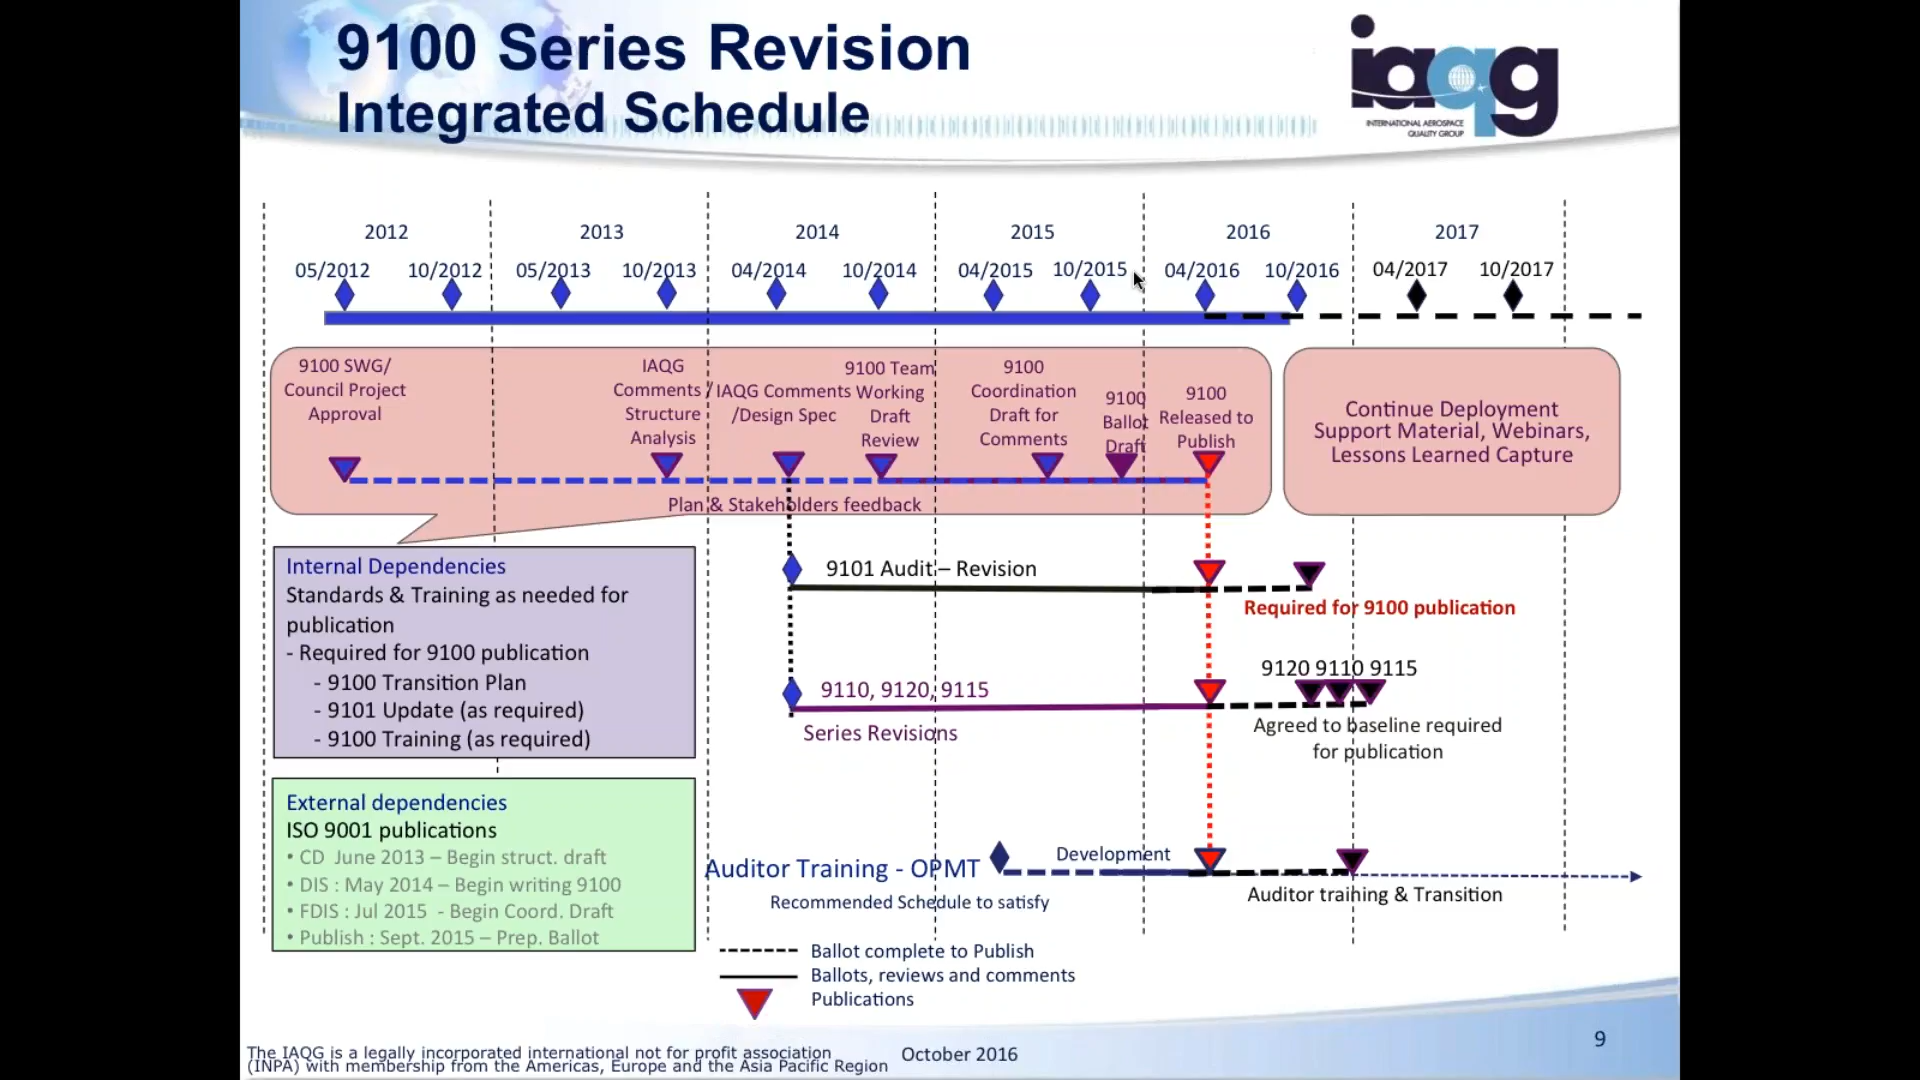 9100 Series Revision
Integrated Schedule
iaqg
INTERNATIONAL AEROSPACE
QUALITY GROUP
2012
2013
2014
2015
2016
2017
05/2012
10/2012
05/2013
10/2013
04/2014
10/2014
04/2015
10/2015
04/2016
10/2016
04/2017
10/2017
9100 SWG/
Council Project
Approval
IAQG
Comments /
Structure
Analysis
IAQG Comments
/Design Spec
9100 Team
Working
Draft
Review
9100
Coordination
Draft for
Comments
9100
Ballot
Draft
9100
Released to
Publish
Plan & Stakeholders feedback
Continue Deployment
Support Material, Webinars,
Lessons Learned Capture
Internal Dependencies
Standards & Training as needed for
publication
- Required for 9100 publication
- 9100 Transition Plan
- 9101 Update (as required)
- 9100 Training (as required)
9101 Audit – Revision
Required for 9100 publication
9110, 9120, 9115
Series Revisions
9120 9110 9115
Agreed to baseline required
for publication
External dependencies
ISO 9001 publications
• CD June 2013 – Begin struct. draft
• DIS : May 2014 – Begin writing 9100
• FDIS : Jul 2015 - Begin Coord. Draft
• Publish : Sept. 2015 – Prep. Ballot
Auditor Training - OPMT
Development
Recommended Schedule to satisfy
Auditor training & Transition
Ballot complete to Publish
Ballots, reviews and comments
Publications
The IAQG is a legally incorporated international not for profit association
(INPA) with membership from the Americas, Europe and the Asia Pacific Region
October 2016
9